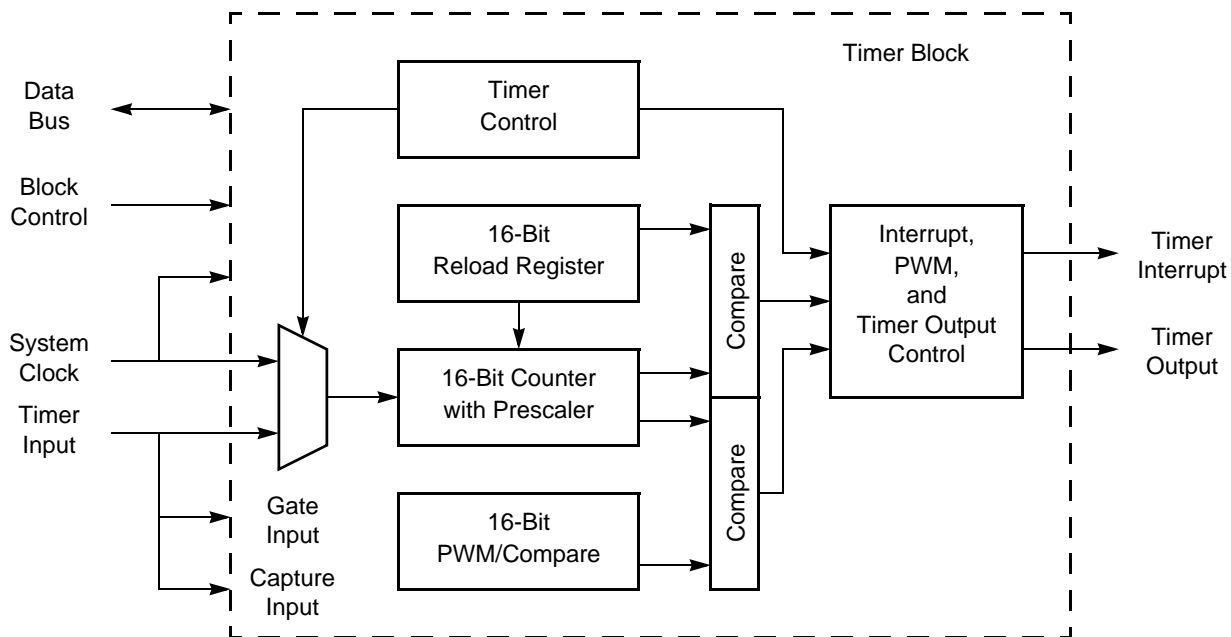 Timer Block
Data
Bus
Timer
Control
Block
Control
16-Bit
Reload Register
Compare
Interrupt,
PWM,
and
Timer Output
Control
Timer
Interrupt
System
Clock
16-Bit Counter
with Prescaler
Timer
Output
Timer
Input
Compare
Gate
Input
16-Bit
PWM/Compare
Capture
Input